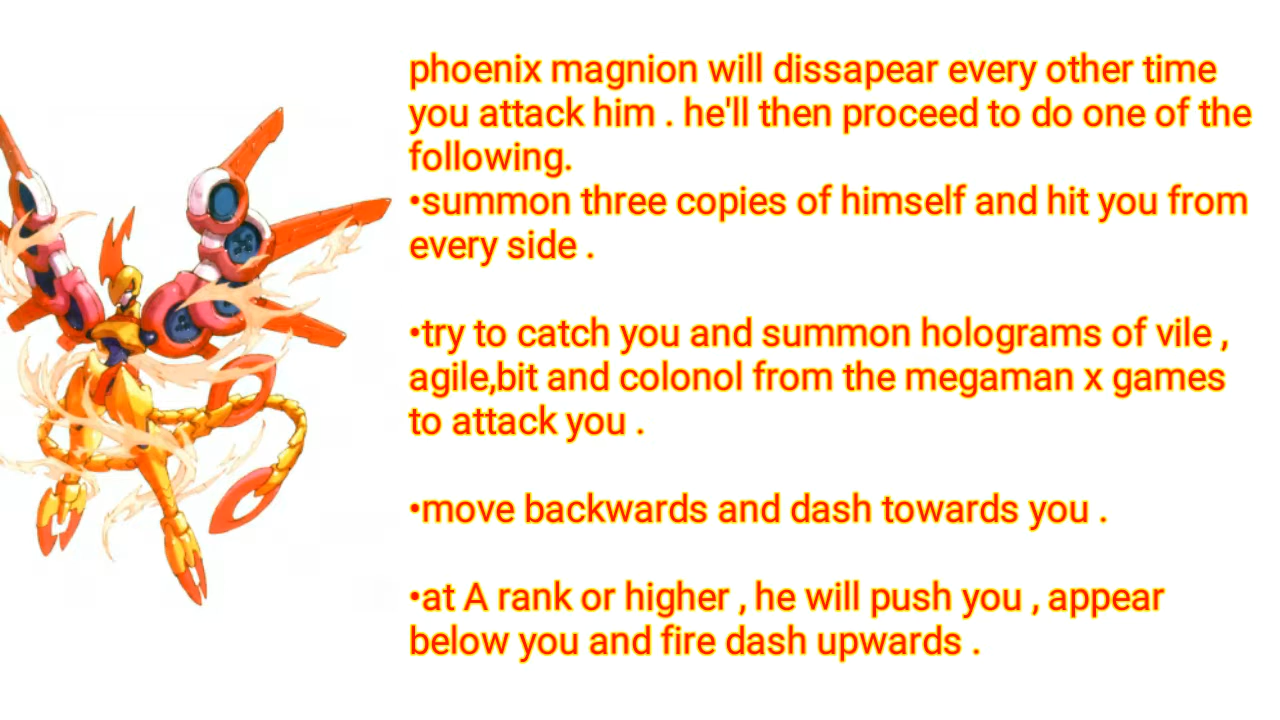 phoenix magnion will dissapear every other time
you attack him . he'll then proceed to do one of the
following.
•summon three copies of himself and hit you from
every side .
•try to catch you and summon holograms of vile ,
agile,bit and colonol from the megaman x games
to attack you .
•move backwards and dash towards you .
•at A rank or higher , he will push you , appear
below you and fire dash upwards .